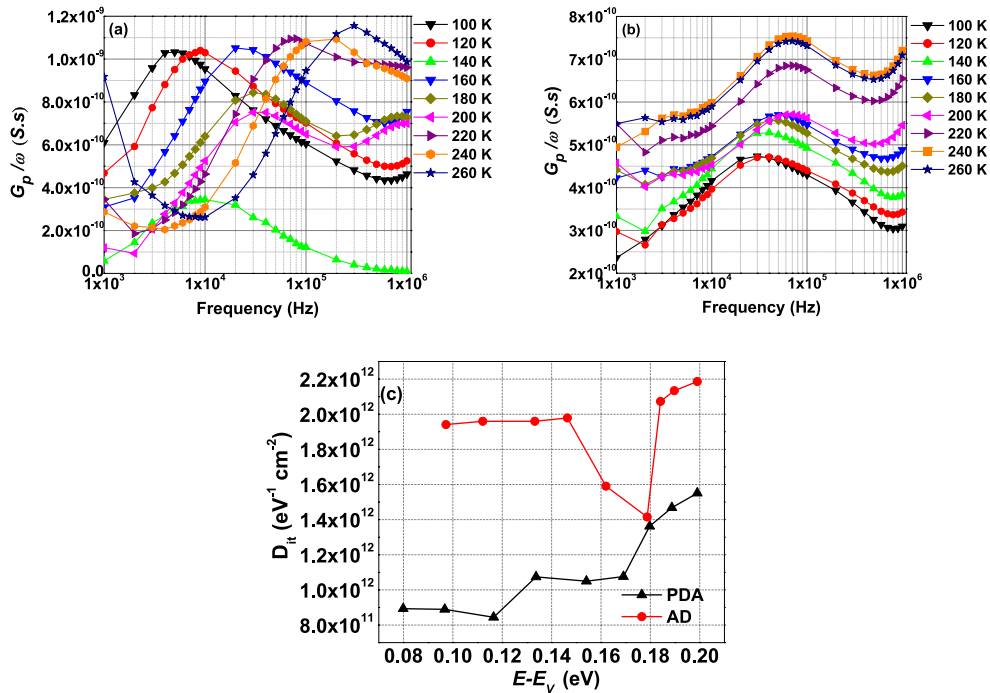 (a)
1.2x10⁻⁹
1.0x10⁻⁹
8.0x10⁻¹⁰
6.0x10⁻¹⁰
4.0x10⁻¹⁰
2.0x10⁻¹⁰
0.0
G_p/ω (S.s)
1x10³ 1x10⁴ 1x10⁵ 1x10⁶
Frequency (Hz)
100 K
120 K
140 K
160 K
180 K
200 K
220 K
240 K
260 K
(b)
8x10⁻¹⁰
7x10⁻¹⁰
6x10⁻¹⁰
5x10⁻¹⁰
4x10⁻¹⁰
3x10⁻¹⁰
2x10⁻¹⁰
G_p/ω (S.s)
1x10³ 1x10⁴ 1x10⁵ 1x10⁶
Frequency (Hz)
100 K
120 K
140 K
160 K
180 K
200 K
220 K
240 K
260 K
(c)
2.2x10¹²
2.0x10¹²
1.8x10¹²
1.6x10¹²
1.4x10¹²
1.2x10¹²
1.0x10¹²
8.0x10¹¹
D_it (eV⁻¹ cm⁻²)
PDA
AD
0.08 0.10 0.12 0.14 0.16 0.18 0.20
E-E_V (eV)